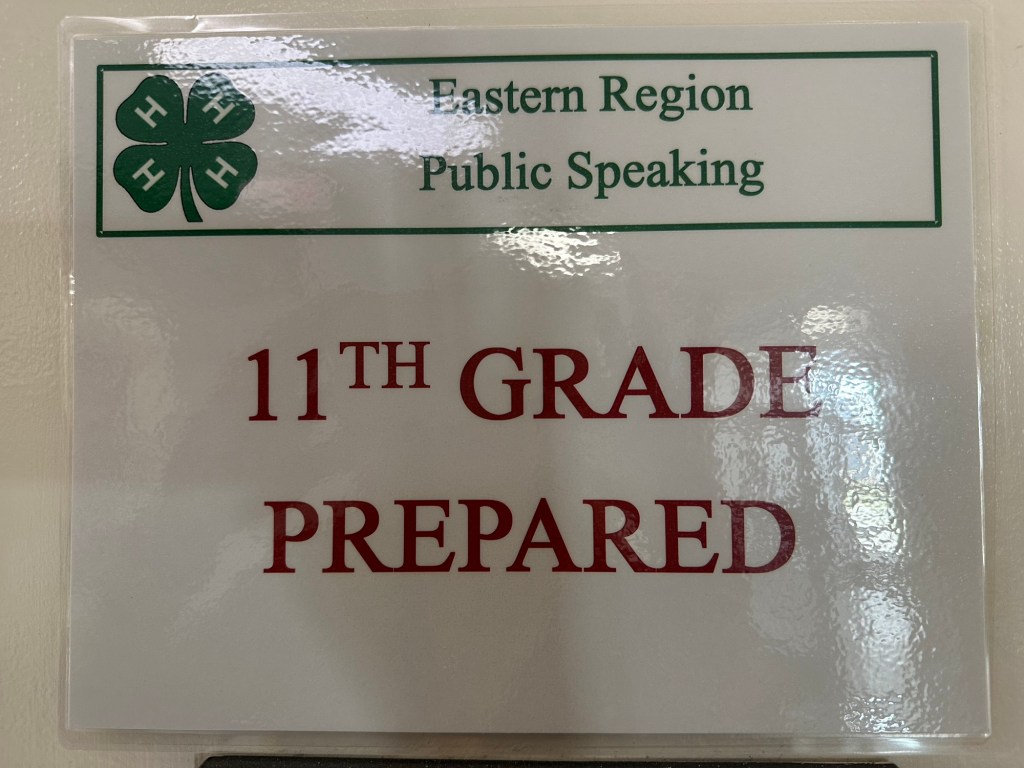 H H
H H
Eastern Region
Public Speaking
11TH GRADE
PREPARED